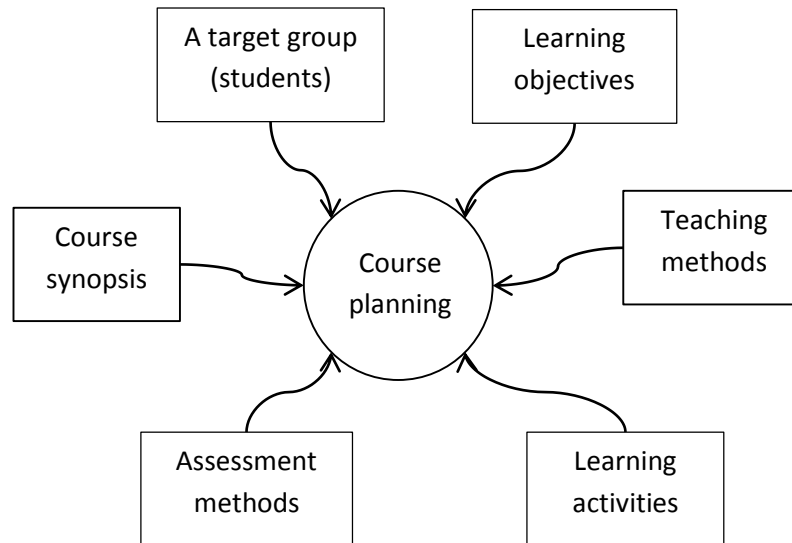 A target group
(students)
Learning
objectives
Course
synopsis
Course
planning
Teaching
methods
Assessment
methods
Learning
activities